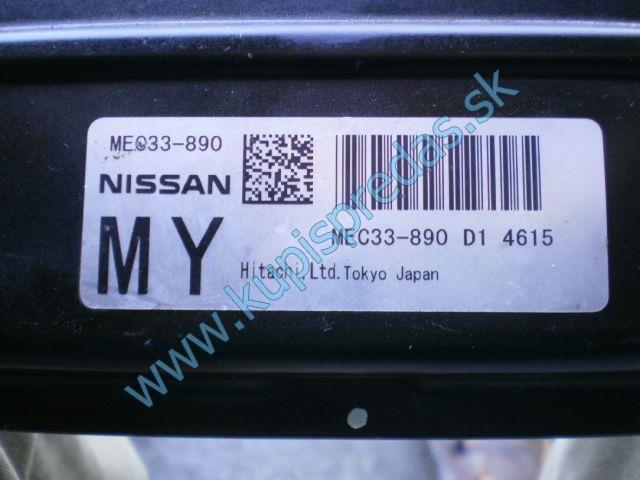 MEC33-890
NISSAN
MY
MEC33-890 D1 4615
Hitachi,Ltd.Tokyo Japan
www.kupispredas.sk